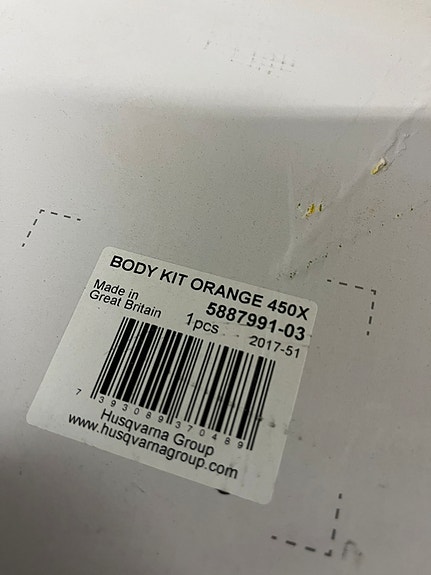 BODY KIT ORANGE 450X
Made in
Great Britain
5887991-03
1pcs
2017-51
7 393089 370489
Husqvarna Group
www.husqvarnagroup.com